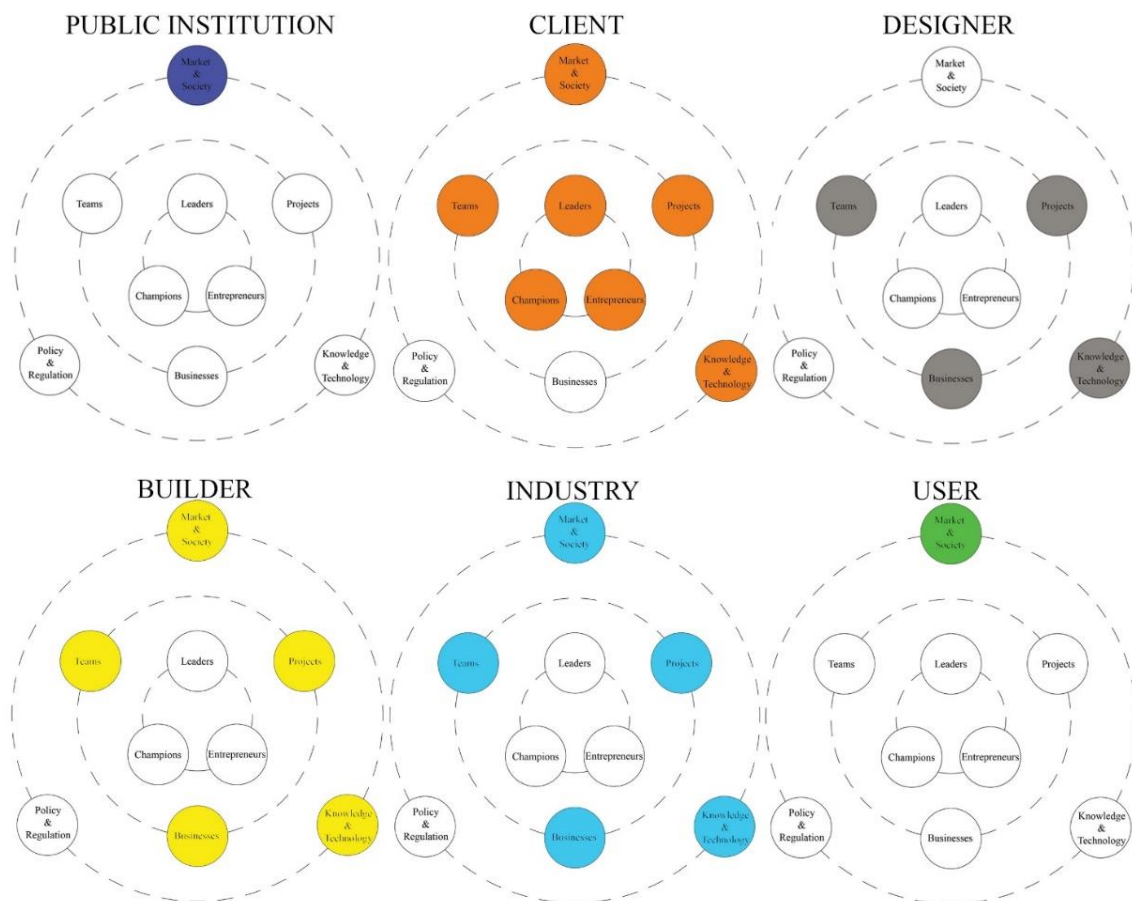 PUBLIC INSTITUTION
Market
&
Society
Teams
Leaders
Projects
Champions
Entrepreneurs
Policy
&
Regulation
Businesses
Knowledge
&
Technology
CLIENT
Market
&
Society
Teams
Leaders
Projects
Champions
Entrepreneurs
Policy
&
Regulation
Businesses
Knowledge
&
Technology
DESIGNER
Market
&
Society
Teams
Leaders
Projects
Champions
Entrepreneurs
Policy
&
Regulation
Businesses
Knowledge
&
Technology
BUILDER
Market
&
Society
Teams
Leaders
Projects
Champions
Entrepreneurs
Policy
&
Regulation
Businesses
Knowledge
&
Technology
INDUSTRY
Market
&
Society
Teams
Leaders
Projects
Champions
Entrepreneurs
Policy
&
Regulation
Businesses
Knowledge
&
Technology
USER
Market
&
Society
Teams
Leaders
Projects
Champions
Entrepreneurs
Policy
&
Regulation
Businesses
Knowledge
&
Technology